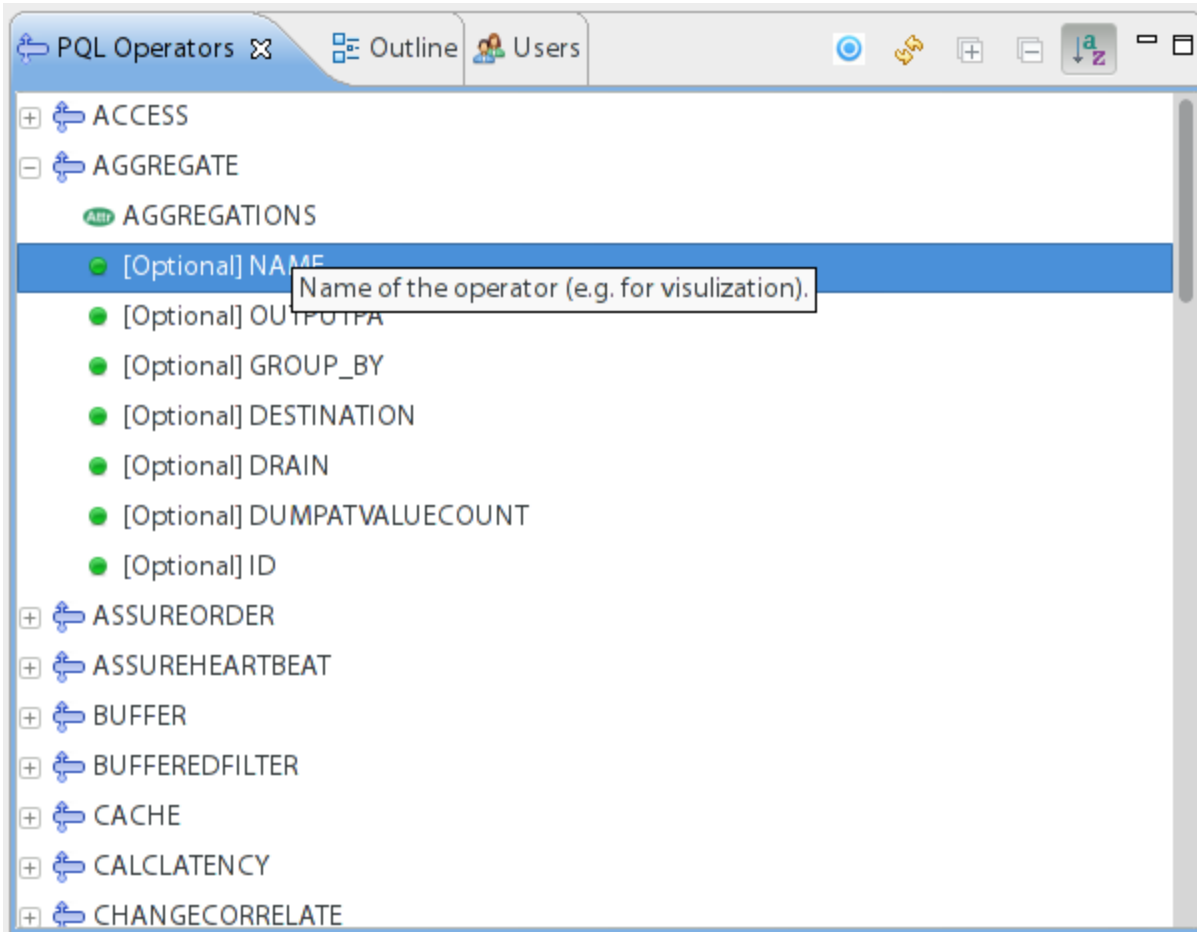 PQL Operators Outline Users
ACCESS
AGGREGATE
Attr AGGREGATIONS
[Optional] NAME
Name of the operator (e.g. for visulization).
[Optional] OUTPUTPA
[Optional] GROUP_BY
[Optional] DESTINATION
[Optional] DRAIN
[Optional] DUMPATVALUECOUNT
[Optional] ID
ASSUREORDER
ASSUREHEARTBEAT
BUFFER
BUFFEREDFILTER
CACHE
CALCLATENCY
CHANGECORRELATE